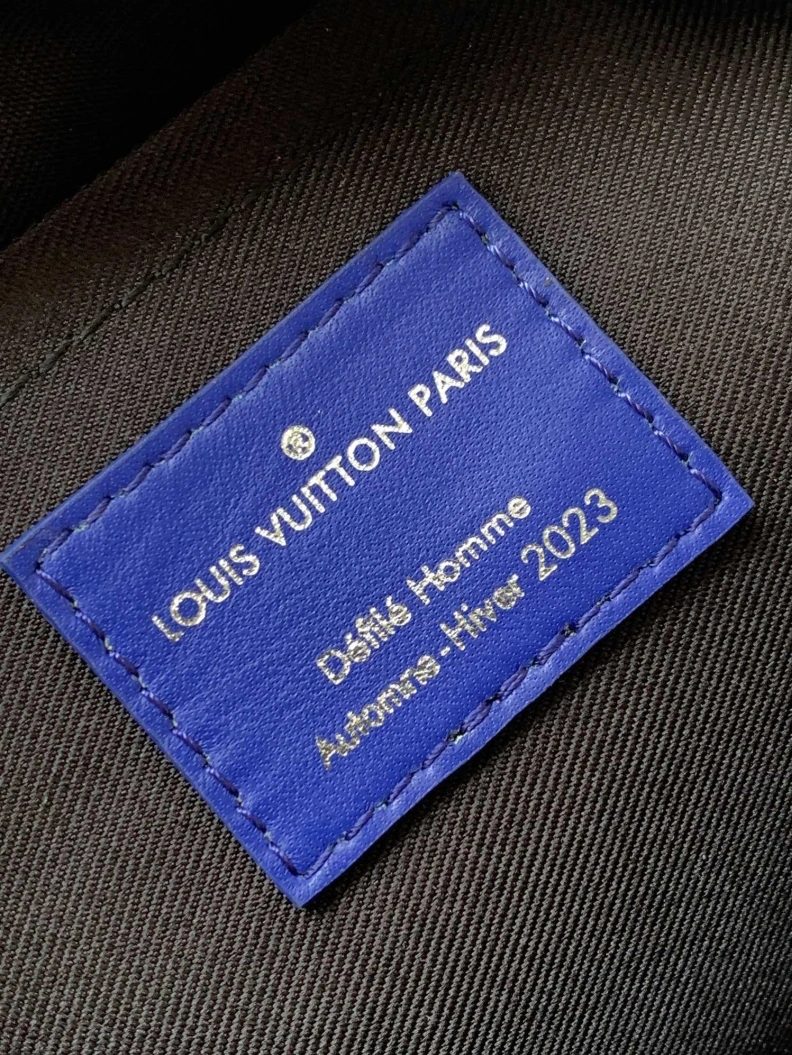 ®
LOUIS VUITTON PARIS
Défilé Homme
Automne-Hiver 2023